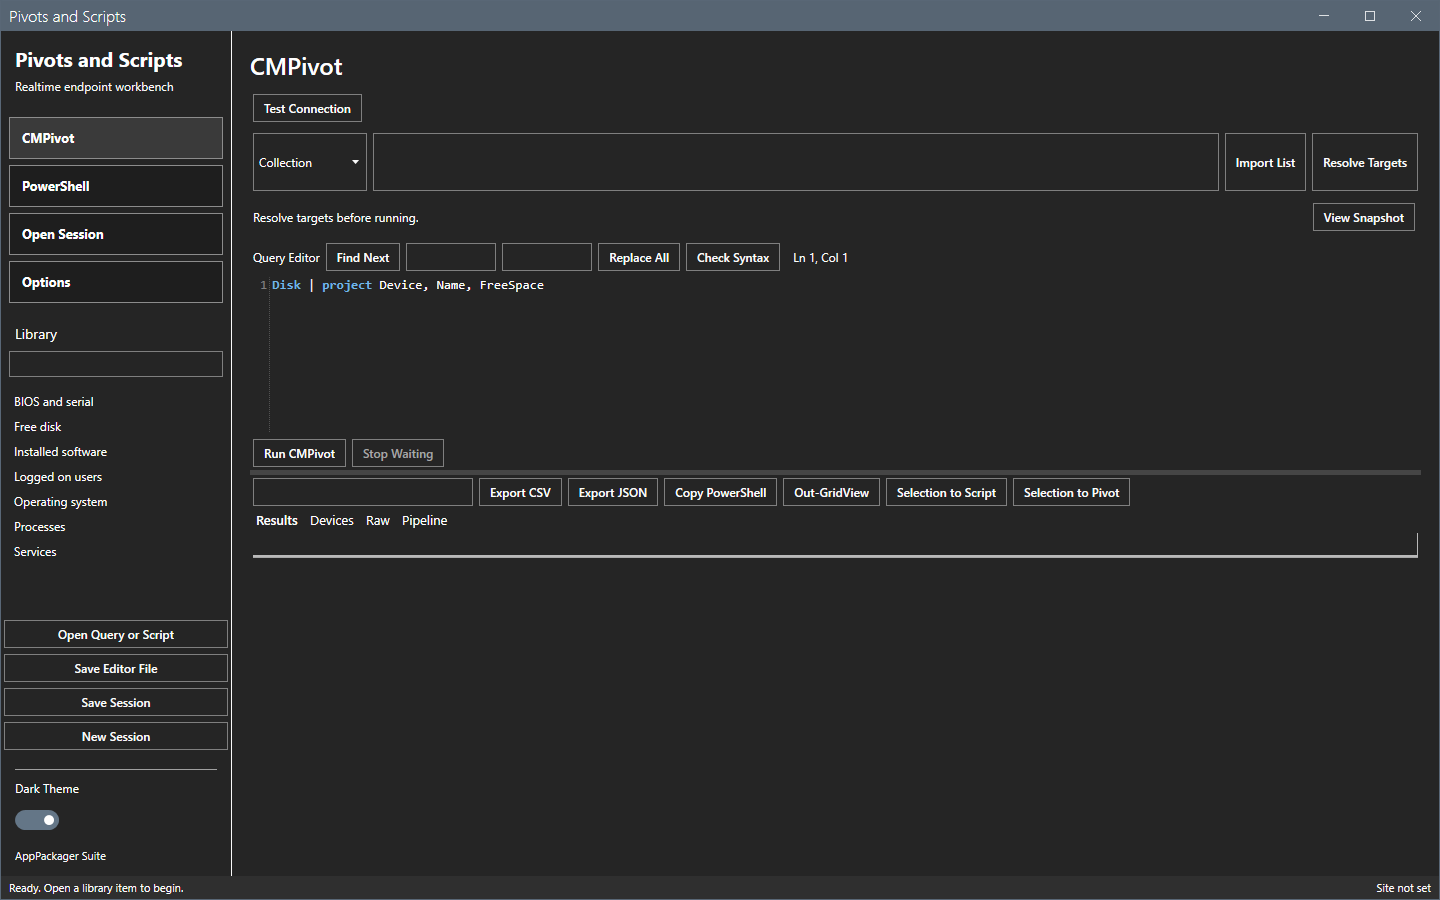 Pivots and Scripts
Pivots and Scripts
Realtime endpoint workbench
CMPivot
PowerShell
Open Session
Options
Library
BIOS and serial
Free disk
Installed software
Logged on users
Operating system
Processes
Services
Open Query or Script
Save Editor File
Save Session
New Session
Dark Theme
AppPackager Suite
CMPivot
Test Connection
Collection
Import List
Resolve Targets
Resolve targets before running.
View Snapshot
Query Editor
Find Next
Replace All
Check Syntax
Ln 1, Col 1
1 Disk | project Device, Name, FreeSpace
Run CMPivot
Stop Waiting
Export CSV
Export JSON
Copy PowerShell
Out-GridView
Selection to Script
Selection to Pivot
Results Devices Raw Pipeline
Ready. Open a library item to begin.
Site not set